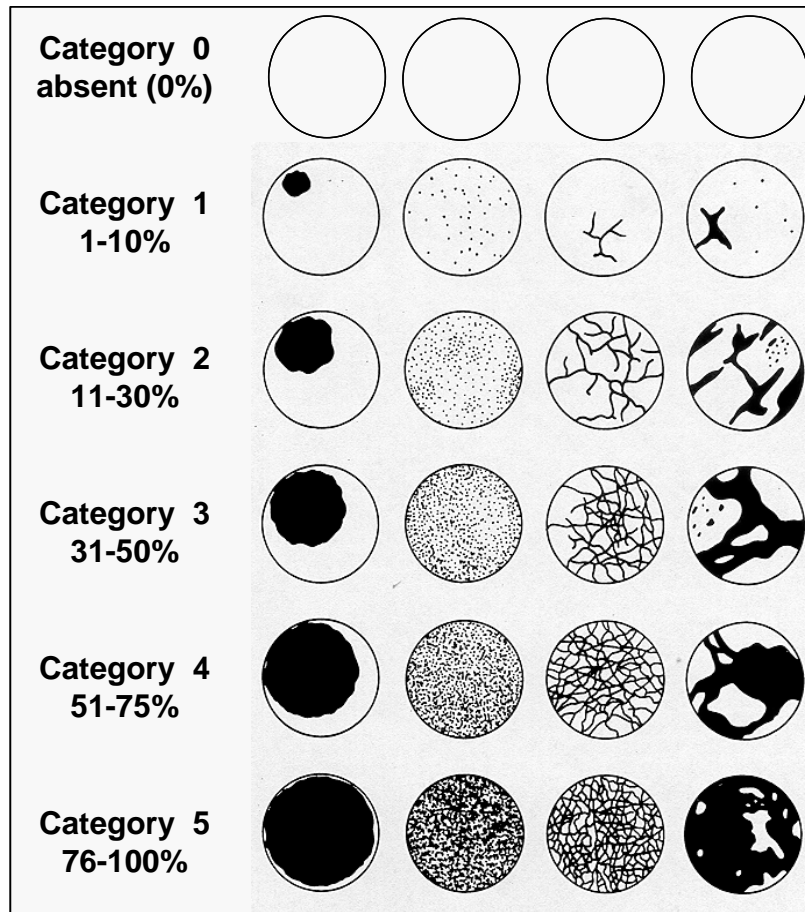 Category 0
absent (0%)
Category 1
1-10%
Category 2
11-30%
Category 3
31-50%
Category 4
51-75%
Category 5
76-100%